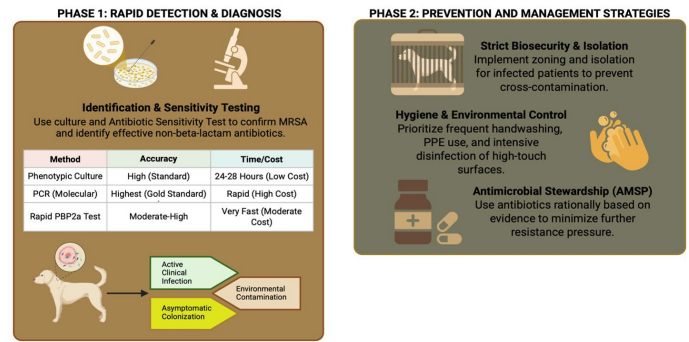 PHASE 1: RAPID DETECTION & DIAGNOSIS
Identification & Sensitivity Testing
Use culture and Antibiotic Sensitivity Test to confirm MRSA
and identify effective non-beta-lactam antibiotics.
Method Accuracy Time/Cost
Phenotypic Culture High (Standard) 24-28 Hours (Low Cost)
PCR (Molecular) Highest (Gold Standard) Rapid (High Cost)
Rapid PBP2a Test Moderate-High Very Fast (Moderate
Cost)
Active
Clinical
Infection
Environmental
Contamination
Asymptomatic
Colonization
PHASE 2: PREVENTION AND MANAGEMENT STRATEGIES
Strict Biosecurity & Isolation
Implement zoning and isolation
for infected patients to prevent
cross-contamination.
Hygiene & Environmental Control
Prioritize frequent handwashing,
PPE use, and intensive
disinfection of high-touch
surfaces.
Antimicrobial Stewardship (AMSP)
Use antibiotics rationally based on
evidence to minimize further
resistance pressure.